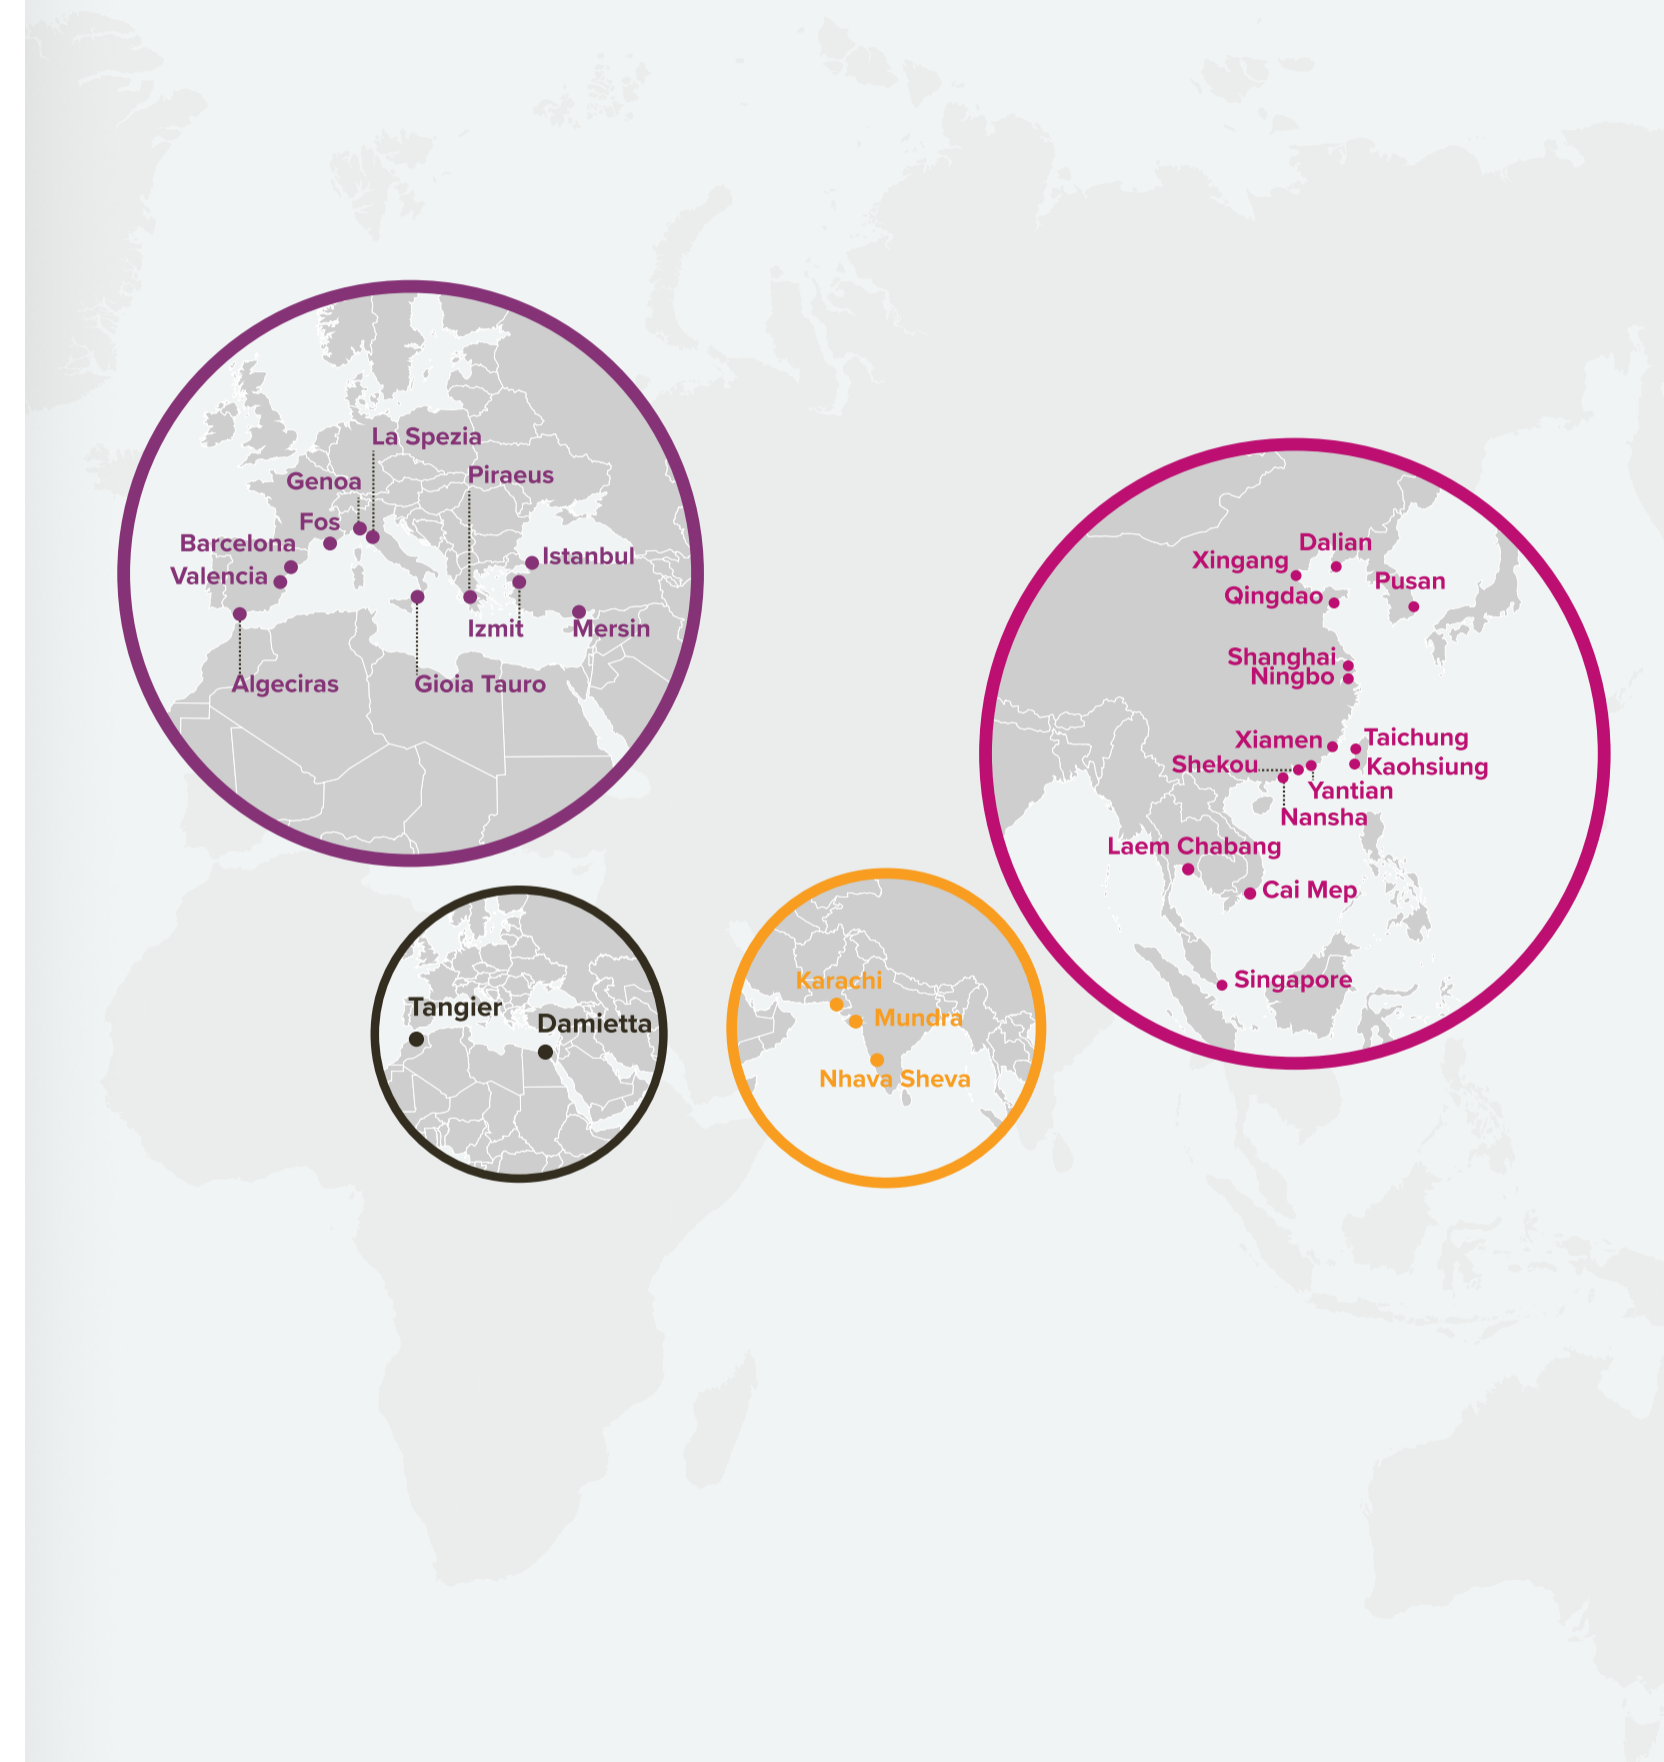 La Spezia
Piraeus
Genoa
Fos
Barcelona
Istanbul
Valencia
Izmit
Mersin
Algeciras
Gioia Tauro
Tangier
Damietta
Karachi
Mundra
Nhava Sheva
Dalian
Xingang
Pusan
Qingdao
Shanghai
Ningbo
Xiamen
Taichung
Shekou
Kaohsiung
Yantian
Nansha
Laem Chabang
Cai Mep
Singapore